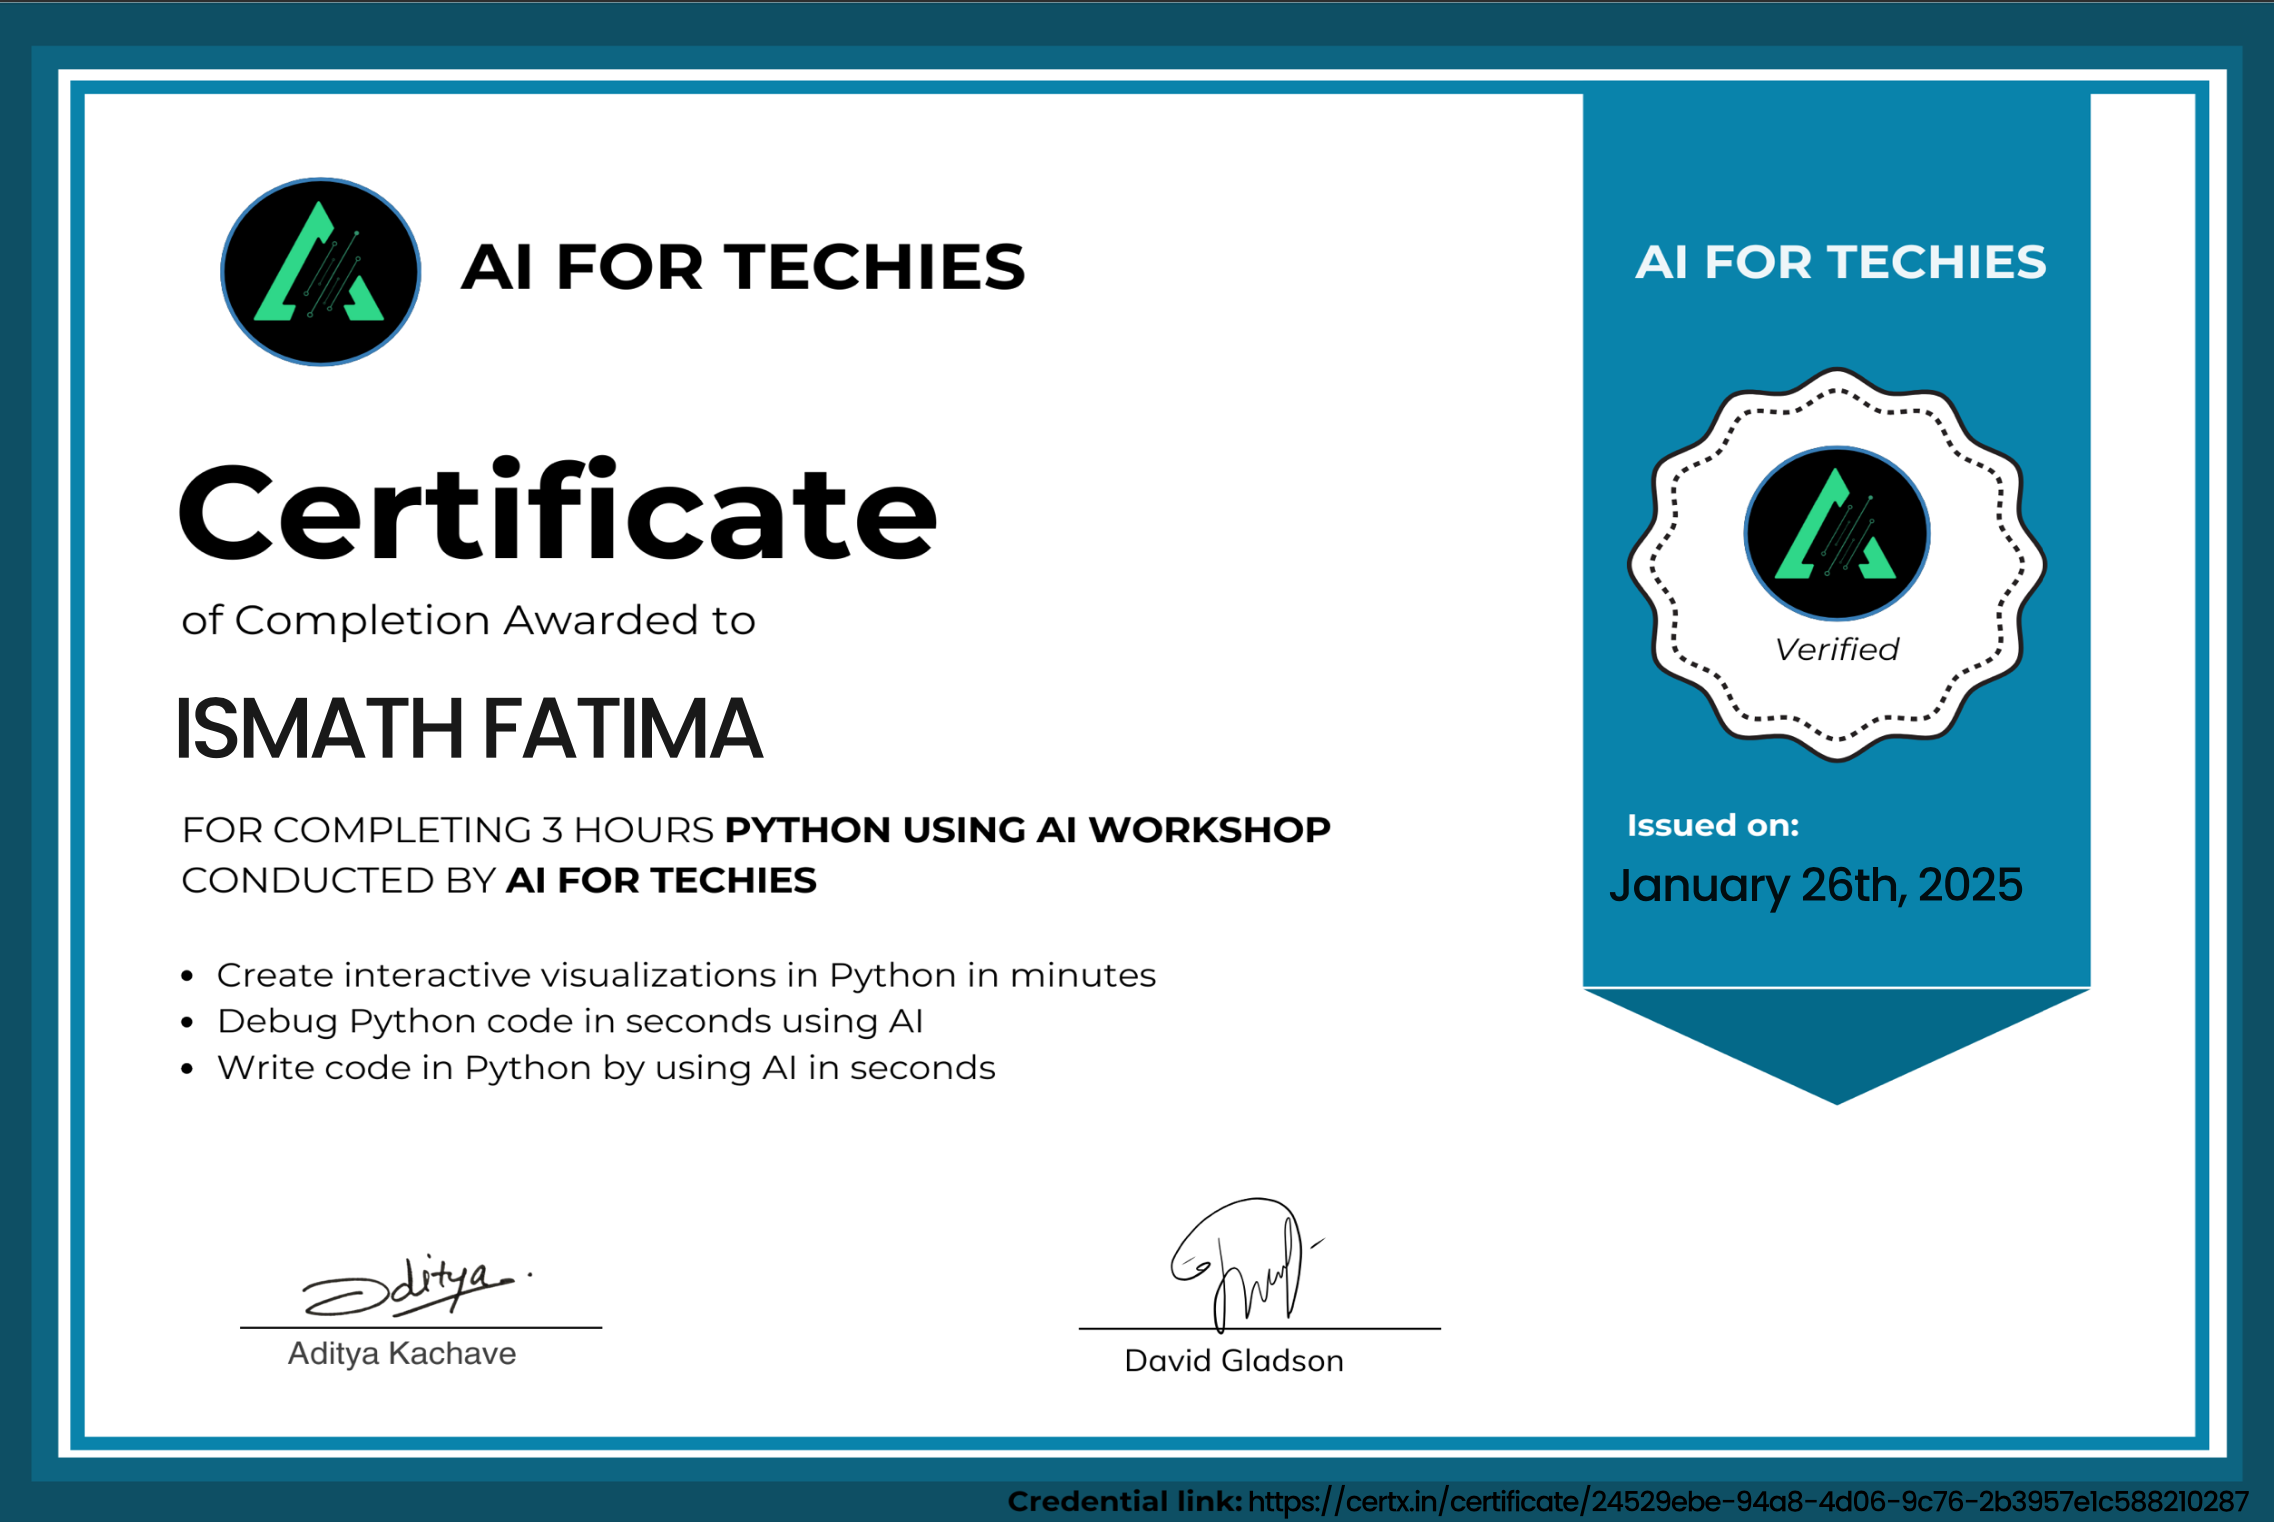 AI FOR TECHIES
Certificate
of Completion Awarded to
ISMATH FATIMA
FOR COMPLETING 3 HOURS PYTHON USING AI WORKSHOP
CONDUCTED BY AI FOR TECHIES
• Create interactive visualizations in Python in minutes
• Debug Python code in seconds using AI
• Write code in Python by using AI in seconds
Aditya
Aditya Kachave
David Gladson
AI FOR TECHIES
Verified
Issued on:
January 26th, 2025
Credential link: https://certx.in/certificate/24529ebe-94a8-4d06-9c76-2b3957e1c588210287